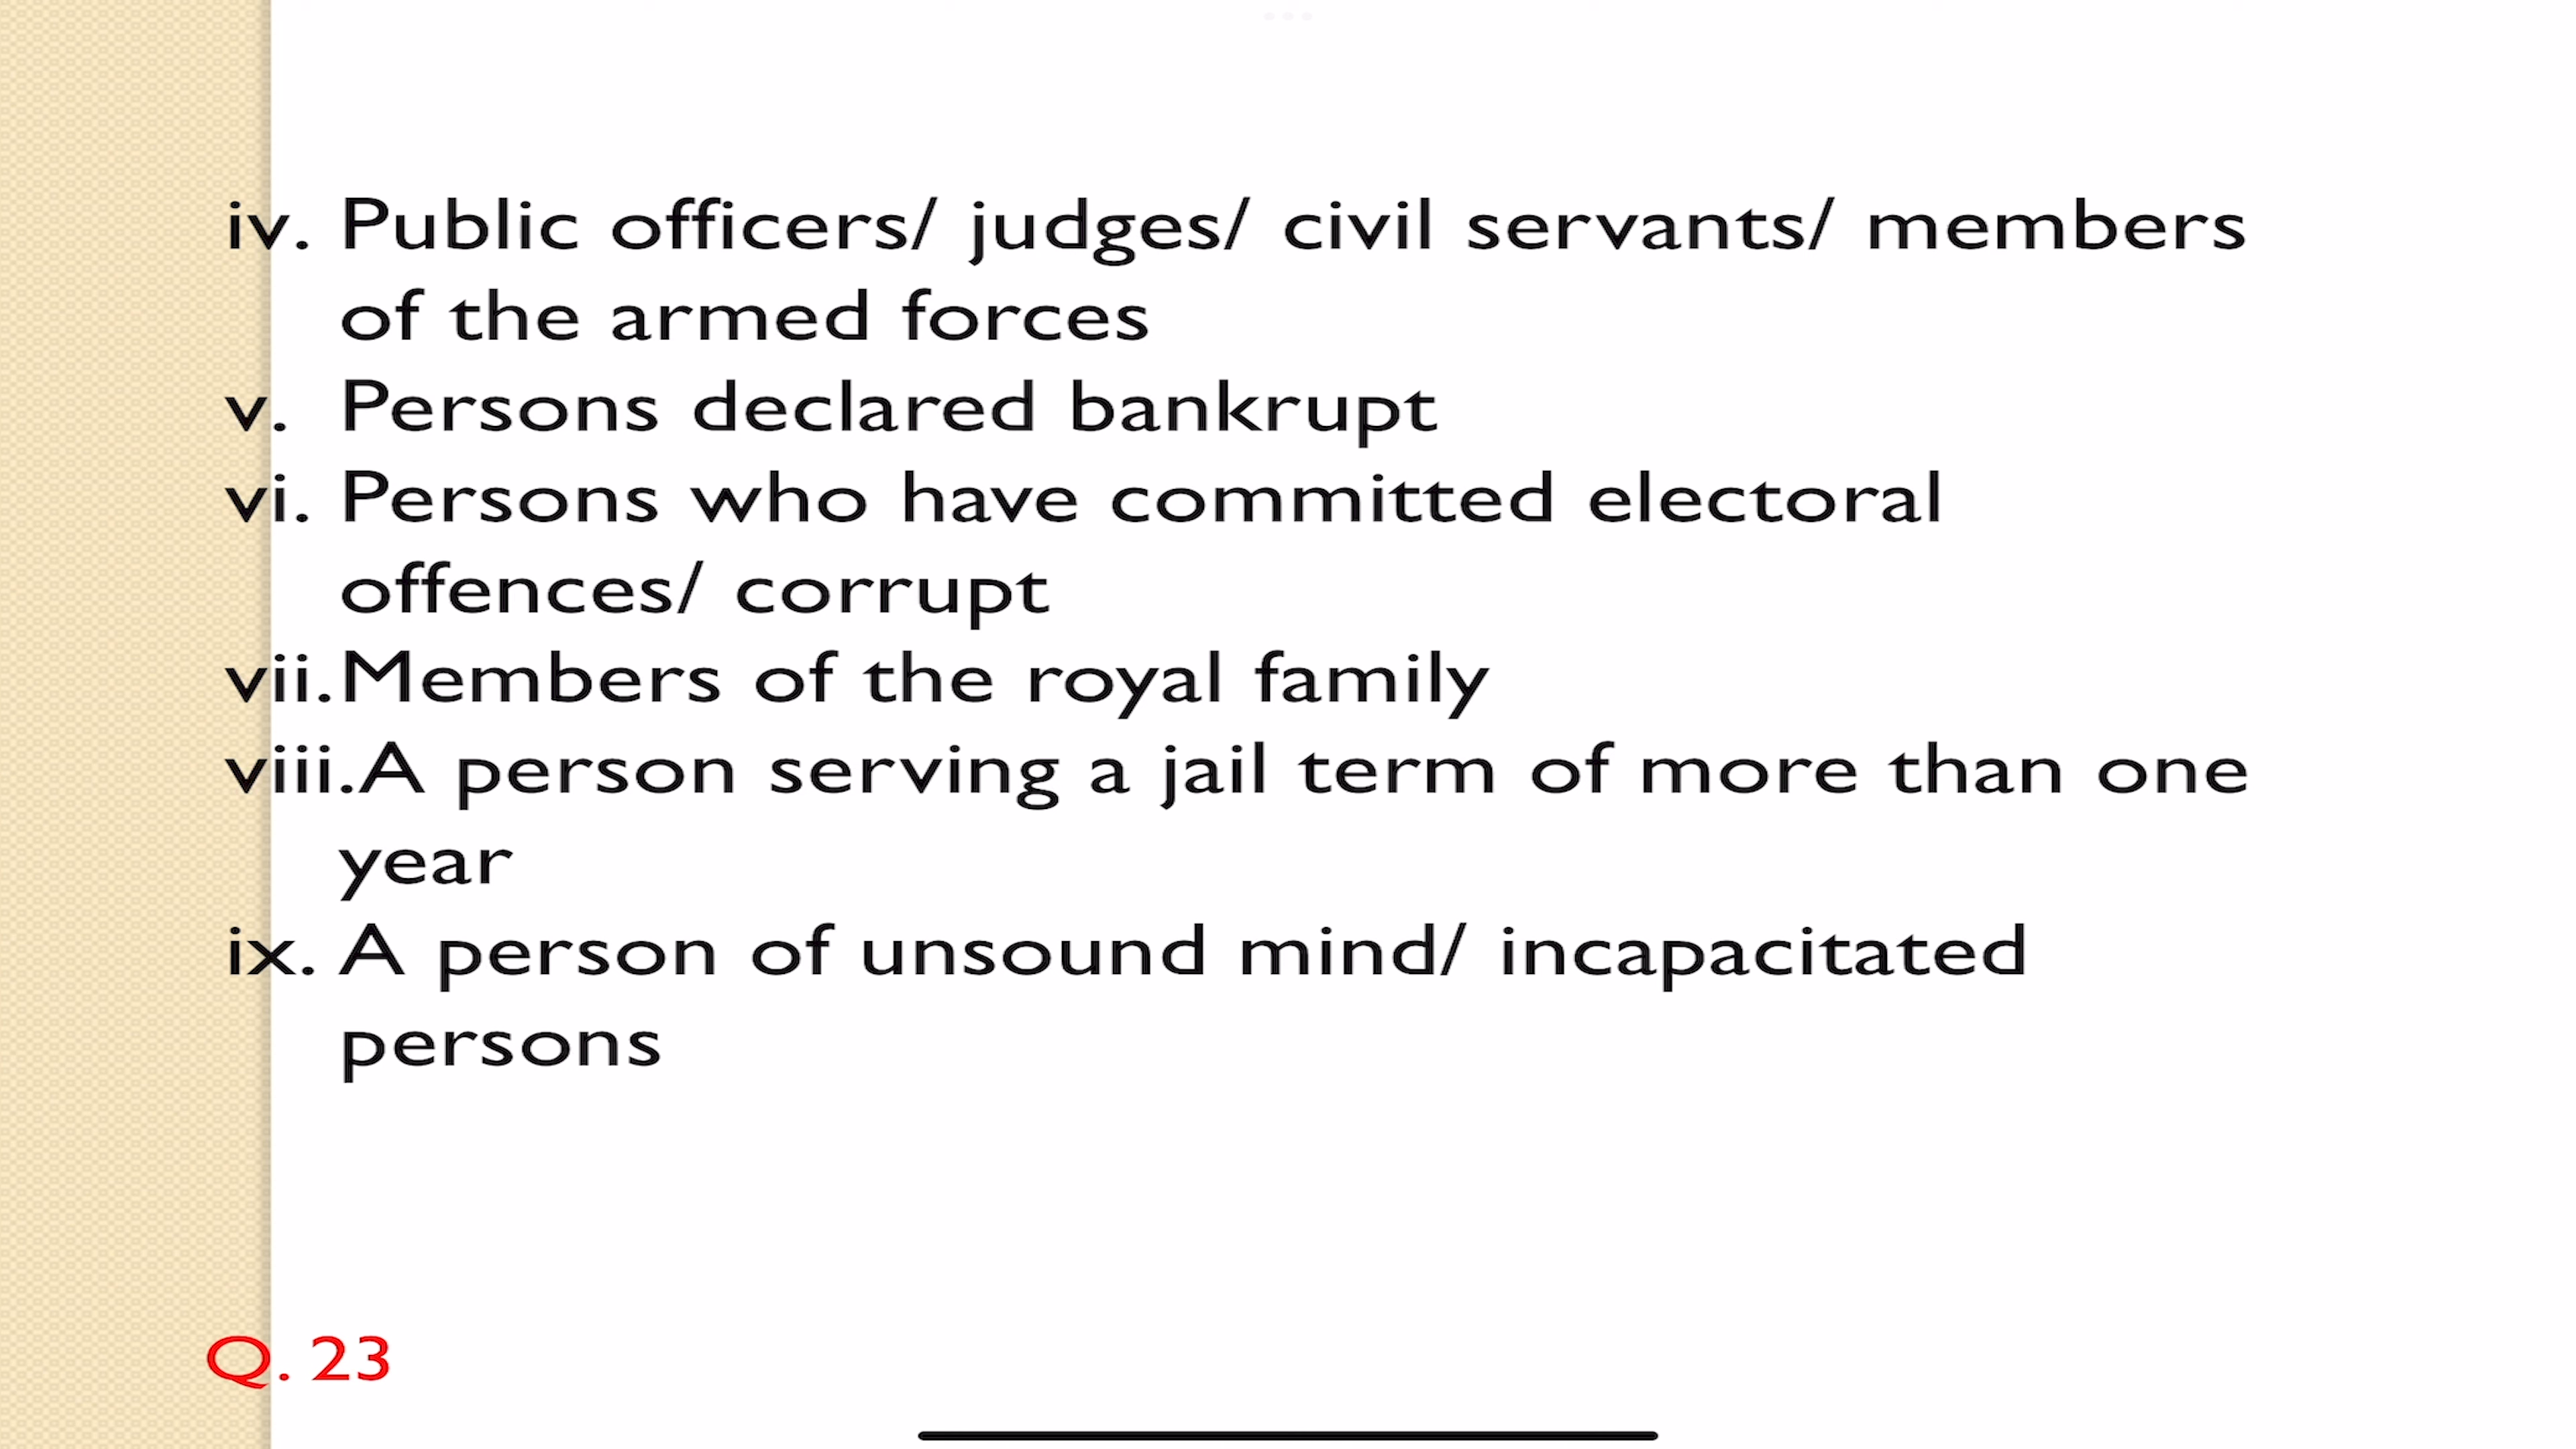 iv. Public officers/ judges/ civil servants/ members
of the armed forces
v. Persons declared bankrupt
vi. Persons who have committed electoral
offences/ corrupt
vii.Members of the royal family
viii.A person serving a jail term of more than one
year
ix. A person of unsound mind/ incapacitated
persons
Q. 23